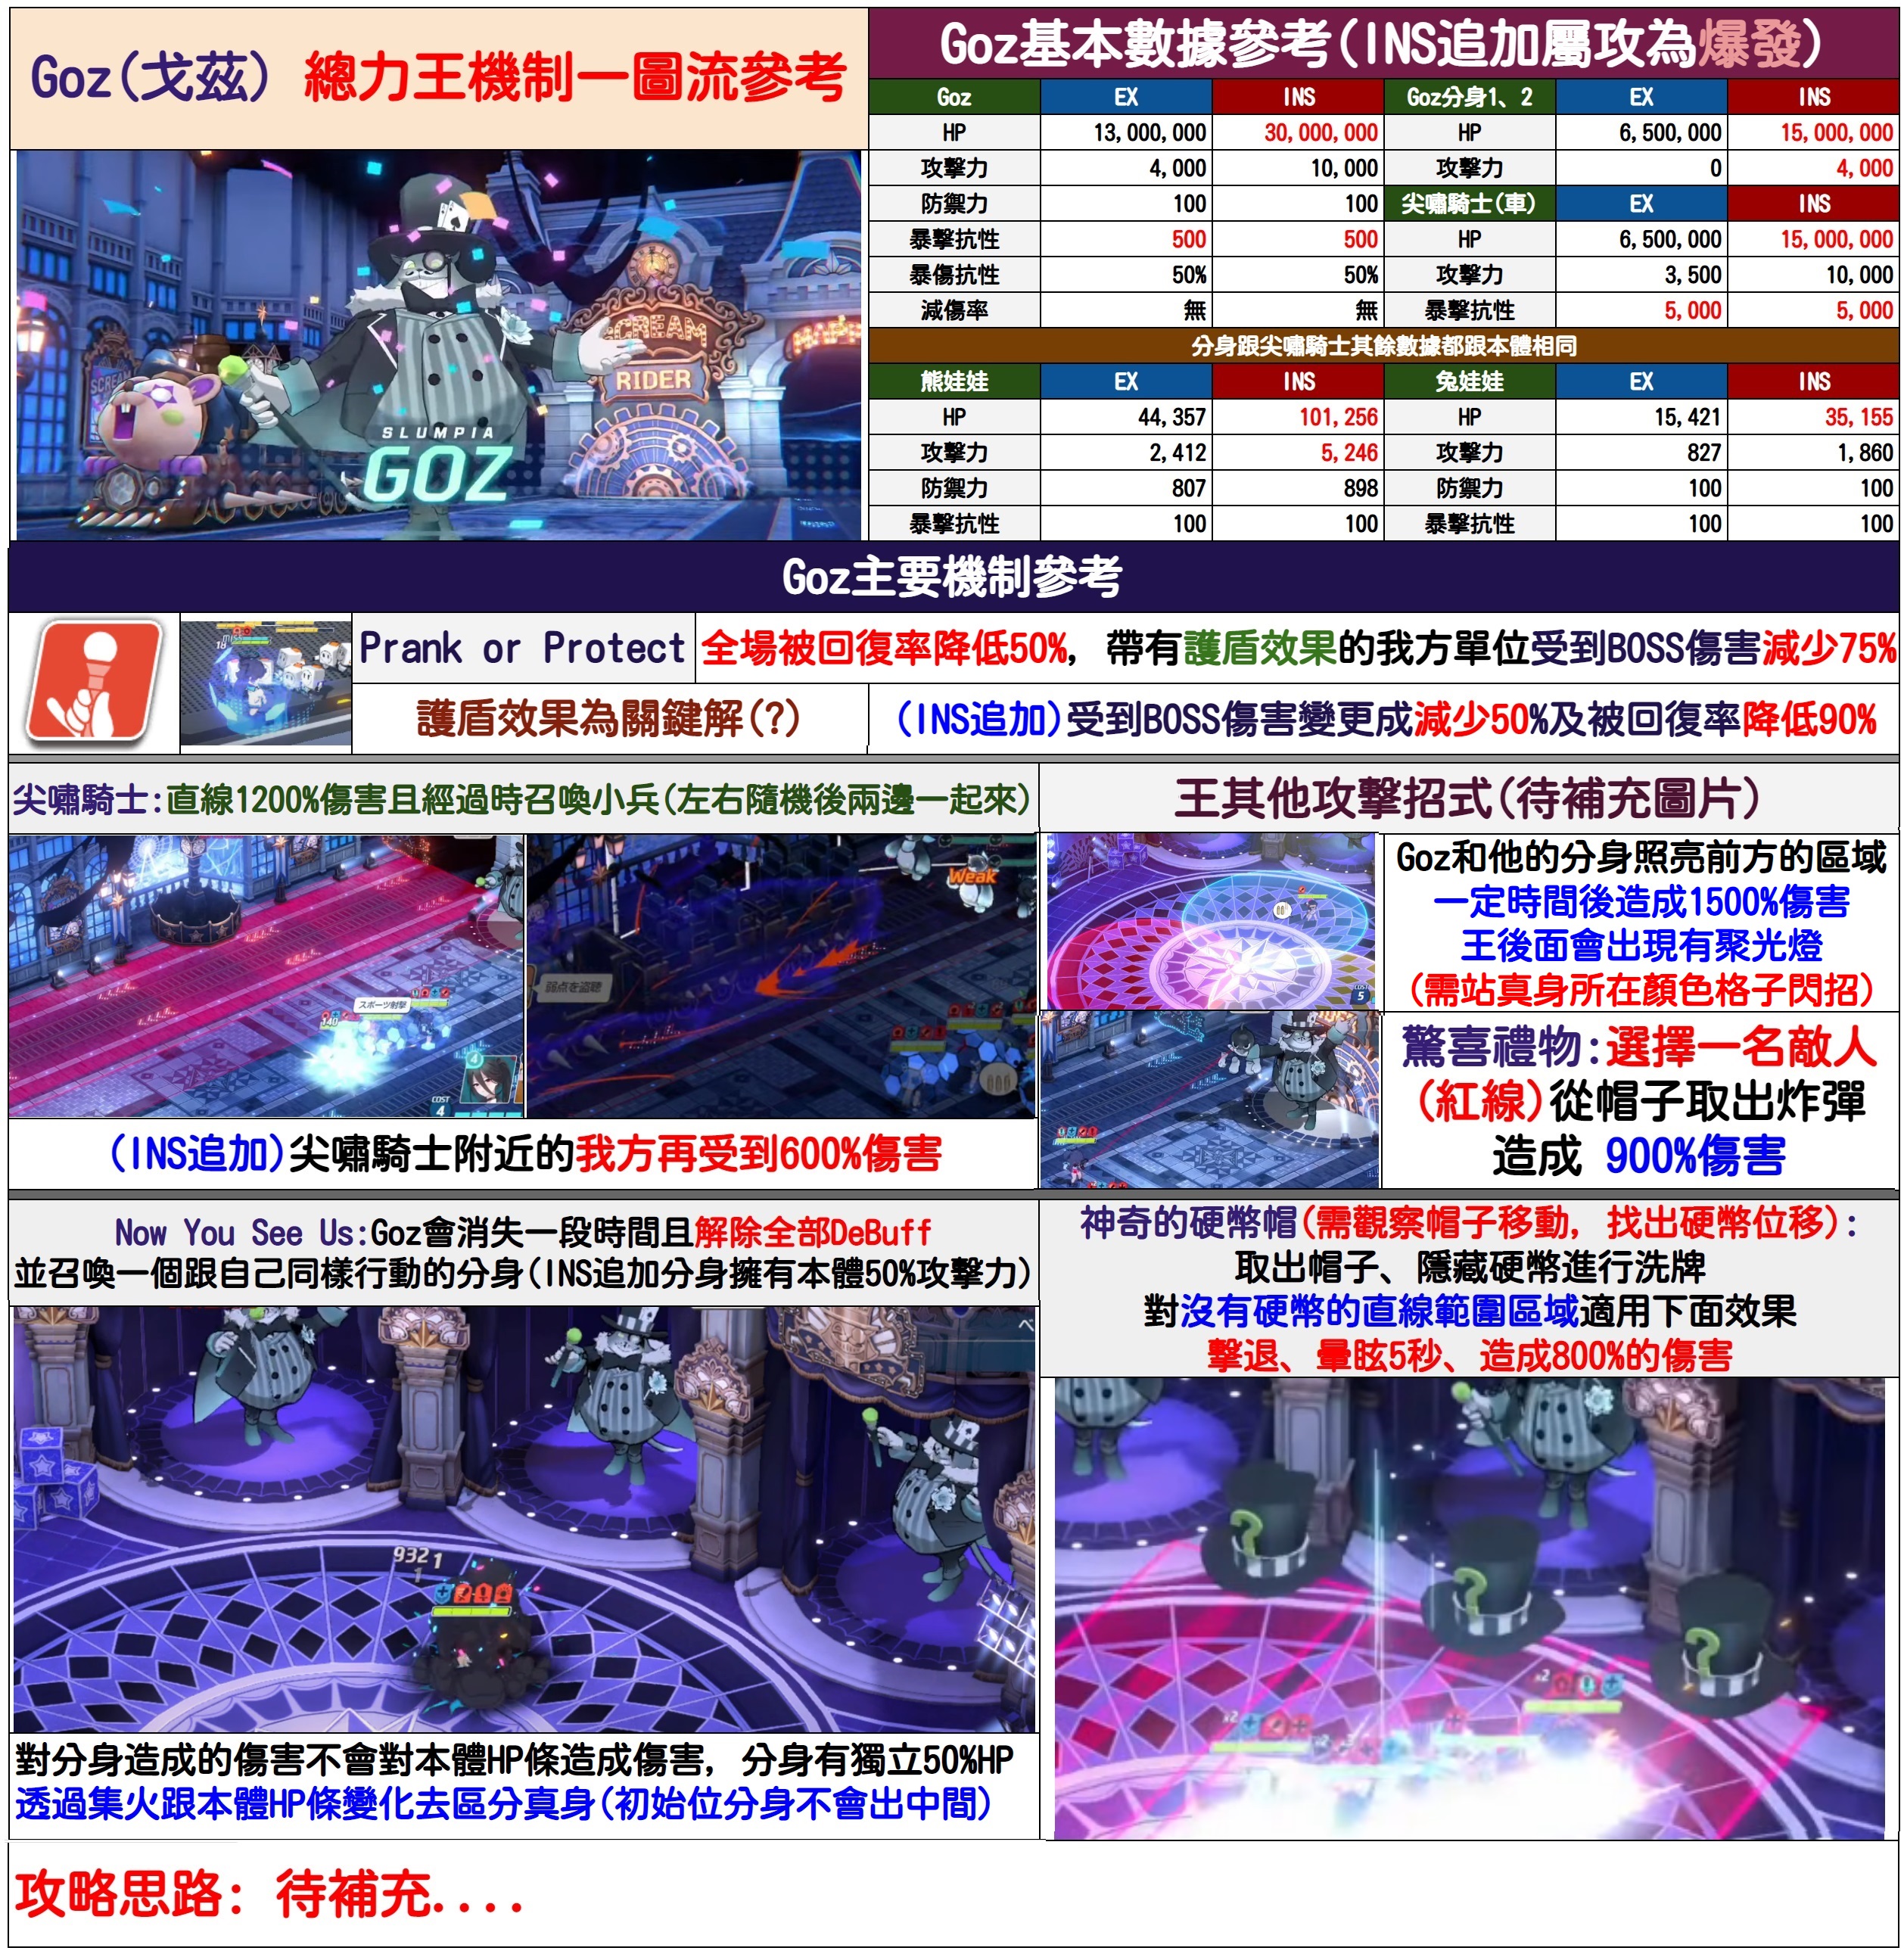 Goz(戈茲) 總力王機制一圖流參考
SLUMPIA
GOZ
SCREAM
RIDER
SCREAM
Goz基本數據參考(INS追加屬攻為爆發)
Goz EX INS Goz分身1、2 EX INS
HP 13,000,000 30,000,000 HP 6,500,000 15,000,000
攻擊力 4,000 10,000 攻擊力 0 4,000
防禦力 100 100 尖嘯騎士(車) EX INS
暴擊抗性 500 500 HP 6,500,000 15,000,000
暴傷抗性 50% 50% 攻擊力 3,500 10,000
減傷率 無 無 暴擊抗性 5,000 5,000
分身跟尖嘯騎士其餘數據都跟本體相同
熊娃娃 EX INS 兔娃娃 EX INS
HP 44,357 101,256 HP 15,421 35,155
攻擊力 2,412 5,246 攻擊力 827 1,860
防禦力 807 898 防禦力 100 100
暴擊抗性 100 100 暴擊抗性 100 100
Goz主要機制參考
18
Prank or Protect 全場被回復率降低50%, 帶有護盾效果的我方單位受到BOSS傷害減少75%
護盾效果為關鍵解(?) (INS追加)受到BOSS傷害變更成減少50%及被回復率降低90%
尖嘯騎士:直線1200%傷害且經過時召喚小兵(左右隨機後兩邊一起來)
スポーツ射撃
140
4
COST
4
Weak
弱点を盗聴
(INS追加)尖嘯騎士附近的我方再受到600%傷害
王其他攻擊招式(待補充圖片)
COST
5
Goz和他的分身照亮前方的區域
一定時間後造成1500%傷害
王後面會出現有聚光燈
(需站真身所在顏色格子閃招)
驚喜禮物:選擇一名敵人
(紅線)從帽子取出炸彈
造成 900%傷害
Now You See Us:Goz會消失一段時間且解除全部DeBuff
並召喚一個跟自己同樣行動的分身(INS追加分身擁有本體50%攻擊力)
9321
1
對分身造成的傷害不會對本體HP條造成傷害, 分身有獨立50%HP
透過集火跟本體HP條變化去區分真身(初始位分身不會出中間)
神奇的硬幣帽(需觀察帽子移動, 找出硬幣位移):
取出帽子、隱藏硬幣進行洗牌
對沒有硬幣的直線範圍區域適用下面效果
擊退、暈眩5秒、造成800%的傷害
?
?
?
x2
x2
攻略思路: 待補充....